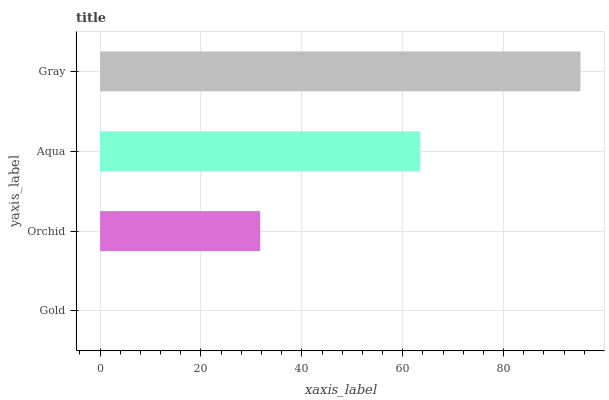 title
Gray
Aqua
Orchid
Gold
yaxis_label
0 20 40 60 80
xaxis_label